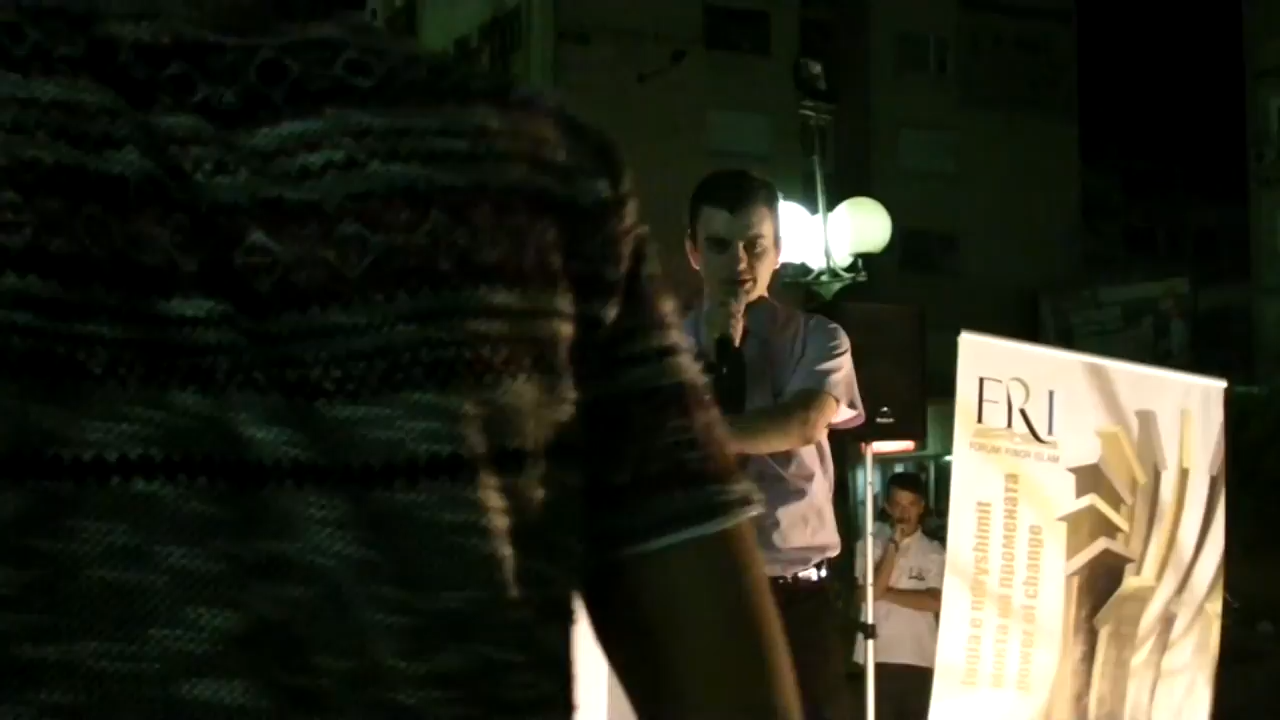 FRI
FORUMI RINOR ISLAM
fuqia e ndryshimit
моќта на промената
power of change